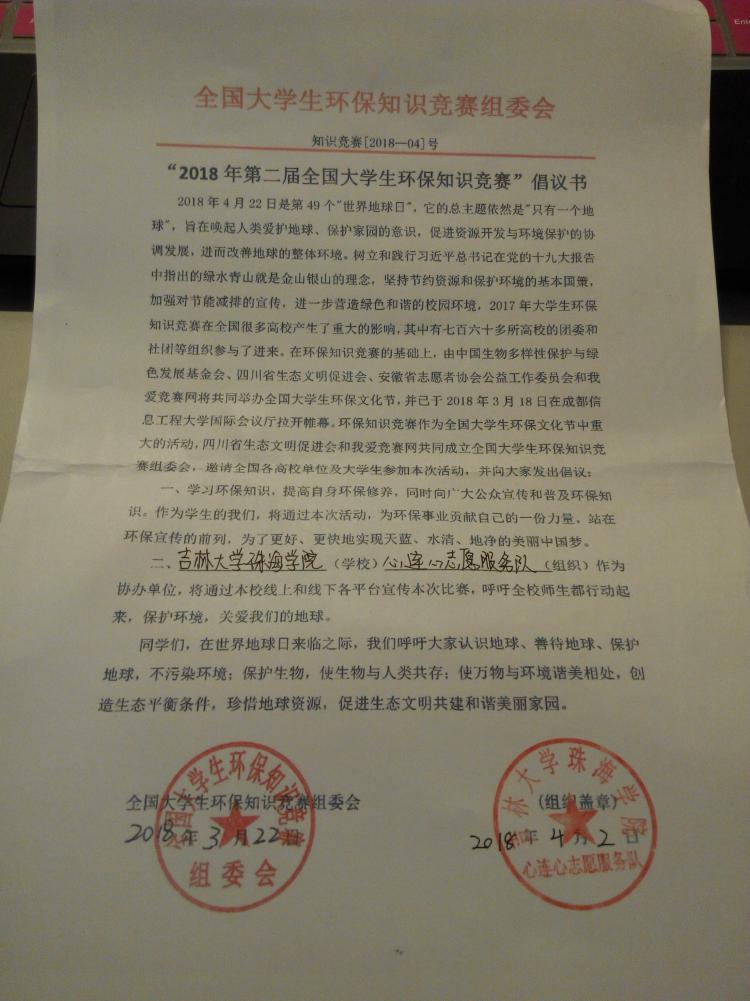 全国大学生环保知识竞赛组委会
知识竞赛[2018—04]号
“2018 年第二届全国大学生环保知识竞赛”倡议书
2018 年 4 月 22 日是第 49 个"世界地球日"，它的总主题依然是"只有一个地
球"，旨在唤起人类爱护地球、保护家园的意识，促进资源开发与环境保护的协
调发展，进而改善地球的整体环境。树立和践行习近平总书记在党的十九大报告
中指出的绿水青山就是金山银山的理念，坚持节约资源和保护环境的基本国策，
加强对节能减排的宣传，进一步营造绿色和谐的校园环境，2017 年大学生环保
知识竞赛在全国很多高校产生了重大的影响，其中有七百六十多所高校的团委和
社团等组织参与了进来。在环保知识竞赛的基础上，由中国生物多样性保护与绿
色发展基金会、四川省生态文明促进会、安徽省志愿者协会公益工作委员会和我
爱竞赛网将共同举办全国大学生环保文化节，并已于 2018 年 3 月 18 日在成都信
息工程大学国际会议厅拉开帷幕。环保知识竞赛作为全国大学生环保文化节中重
大的活动，四川省生态文明促进会和我爱竞赛网共同成立全国大学生环保知识竞
赛组委会，邀请全国各高校单位及大学生参加本次活动，并向大家发出倡议：
一、学习环保知识，提高自身环保修养，同时向广大公众宣传和普及环保知
识。作为学生的我们，将通过本次活动，为环保事业贡献自己的一份力量，站在
环保宣传的前列，为了更好、更快地实现天蓝、水清、地净的美丽中国梦。
二、吉林大学珠海学院（学校）心连心志愿服务队（组织）作为
协办单位，将通过本校线上和线下各平台宣传本次比赛，呼吁全校师生都行动起
来，保护环境，关爱我们的地球。
同学们，在世界地球日来临之际，我们呼吁大家认识地球、善待地球、保护
地球，不污染环境；保护生物，使生物与人类共存；使万物与环境谐美相处，创
造生态平衡条件，珍惜地球资源，促进生态文明共建和谐美丽家园。
全国大学生环保知识竞赛组委会
2018 年 3 月 22 日
全国大学生环保知识竞赛
组委会
（组织盖章）
2018 年 4 月 2 日
吉林大学珠海学院
心连心志愿服务队